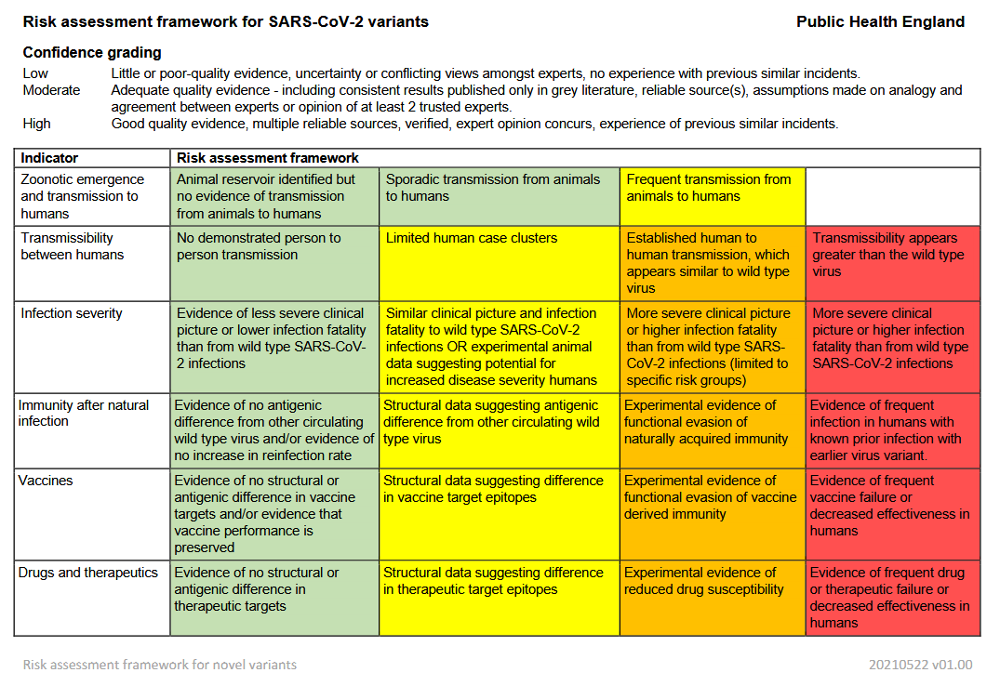 Risk assessment framework for SARS-CoV-2 variants Public Health England
Confidence grading
Low Little or poor-quality evidence, uncertainty or conflicting views amongst experts, no experience with previous similar incidents.
Moderate Adequate quality evidence - including consistent results published only in grey literature, reliable source(s), assumptions made on analogy and
agreement between experts or opinion of at least 2 trusted experts.
High Good quality evidence, multiple reliable sources, verified, expert opinion concurs, experience of previous similar incidents.
Indicator Risk assessment framework
Zoonotic emergence
and transmission to
humans
Animal reservoir identified but
no evidence of transmission
from animals to humans
Sporadic transmission from animals
to humans
Frequent transmission from
animals to humans
Transmissibility
between humans
No demonstrated person to
person transmission
Limited human case clusters
Established human to
human transmission, which
appears similar to wild type
virus
Transmissibility appears
greater than the wild type
virus
Infection severity
Evidence of less severe clinical
picture or lower infection fatality
than from wild type SARS-CoV-
2 infections
Similar clinical picture and infection
fatality to wild type SARS-CoV-2
infections OR experimental animal
data suggesting potential for
increased disease severity humans
More severe clinical picture
or higher infection fatality
than from wild type SARS-
CoV-2 infections (limited to
specific risk groups)
More severe clinical
picture or higher infection
fatality than from wild type
SARS-CoV-2 infections
Immunity after natural
infection
Evidence of no antigenic
difference from other circulating
wild type virus and/or evidence of
no increase in reinfection rate
Structural data suggesting antigenic
difference from other circulating wild
type virus
Experimental evidence of
functional evasion of
naturally acquired immunity
Evidence of frequent
infection in humans with
known prior infection with
earlier virus variant.
Vaccines
Evidence of no structural or
antigenic difference in vaccine
targets and/or evidence that
vaccine performance is
preserved
Structural data suggesting difference
in vaccine target epitopes
Experimental evidence of
functional evasion of vaccine
derived immunity
Evidence of frequent
vaccine failure or
decreased effectiveness in
humans
Drugs and therapeutics
Evidence of no structural or
antigenic difference in
therapeutic targets
Structural data suggesting difference
in therapeutic target epitopes
Experimental evidence of
reduced drug susceptibility
Evidence of frequent drug
or therapeutic failure or
decreased effectiveness in
humans
Risk assessment framework for novel variants 20210522 v01.00